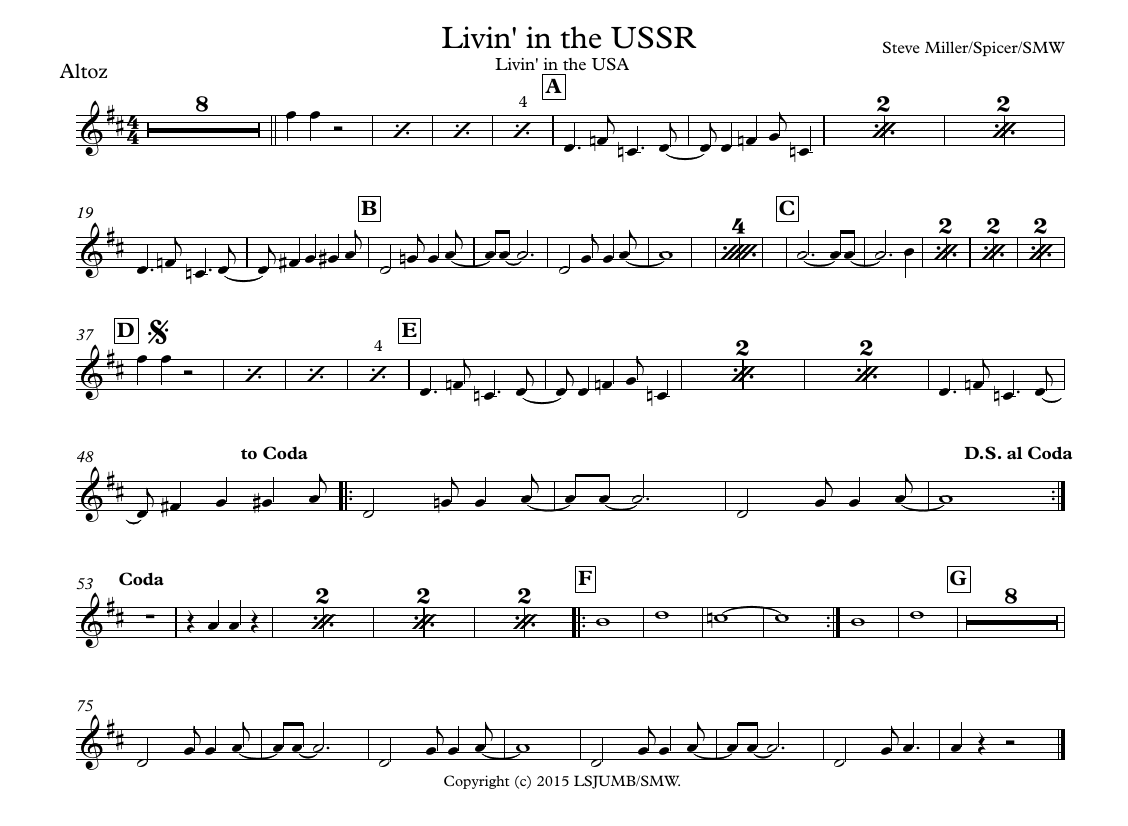 Livin' in the USSR
Steve Miller/Spicer/SMW
Livin' in the USA
Altoz
A
8
4
2
2
4
4
19
B
C
4
2
2
2
37
D
E
4
2
2
48
to Coda
D.S. al Coda
53
Coda
F
G
2
2
2
8
75
Copyright (c) 2015 LSJUMB/SMW.